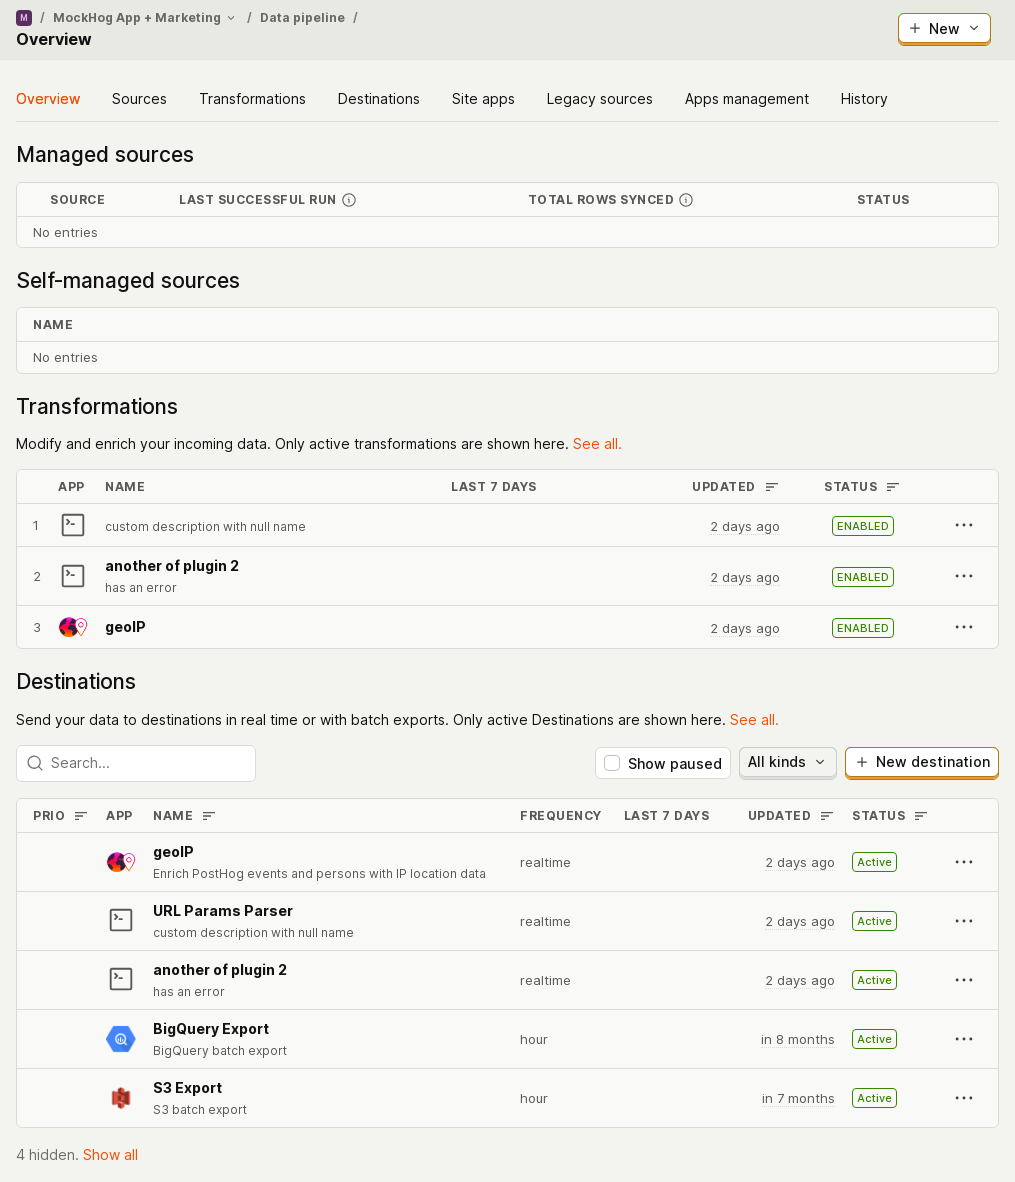 M / MockHog App + Marketing / Data pipeline /
Overview
New
Overview Sources Transformations Destinations Site apps Legacy sources Apps management History
Managed sources
SOURCE LAST SUCCESSFUL RUN TOTAL ROWS SYNCED STATUS
No entries
Self-managed sources
NAME
No entries
Transformations
Modify and enrich your incoming data. Only active transformations are shown here. See all.
APP NAME LAST 7 DAYS UPDATED STATUS
1 custom description with null name 2 days ago ENABLED
2 another of plugin 2 2 days ago ENABLED
has an error
3 geoIP 2 days ago ENABLED
Destinations
Send your data to destinations in real time or with batch exports. Only active Destinations are shown here. See all.
Search... Show paused All kinds New destination
PRIO APP NAME FREQUENCY LAST 7 DAYS UPDATED STATUS
geoIP realtime 2 days ago Active
Enrich PostHog events and persons with IP location data
URL Params Parser realtime 2 days ago Active
custom description with null name
another of plugin 2 realtime 2 days ago Active
has an error
BigQuery Export hour in 8 months Active
BigQuery batch export
S3 Export hour in 7 months Active
S3 batch export
4 hidden. Show all